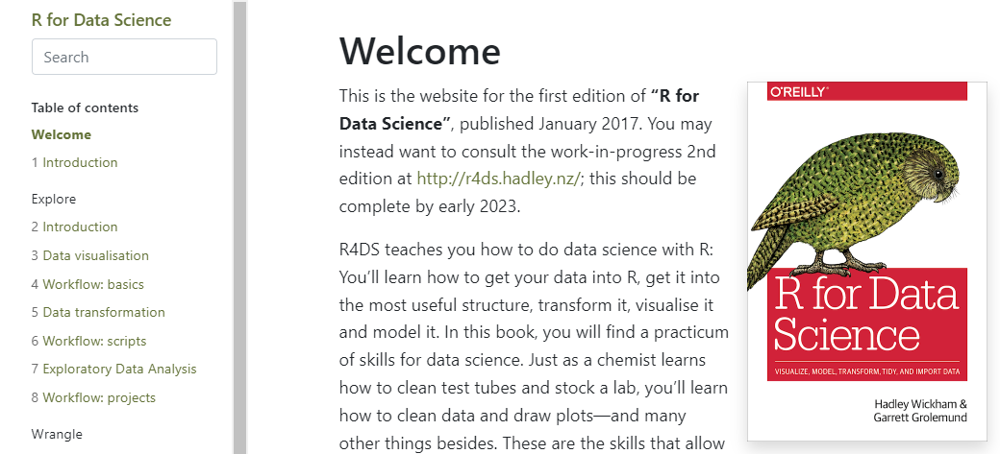 R for Data Science
Search
Table of contents
Welcome
1 Introduction
Explore
2 Introduction
3 Data visualisation
4 Workflow: basics
5 Data transformation
6 Workflow: scripts
7 Exploratory Data Analysis
8 Workflow: projects
Wrangle
Welcome
This is the website for the first edition of “R for
Data Science”, published January 2017. You may
instead want to consult the work-in-progress 2nd
edition at http://r4ds.hadley.nz/; this should be
complete by early 2023.
R4DS teaches you how to do data science with R:
You’ll learn how to get your data into R, get it into
the most useful structure, transform it, visualise it
and model it. In this book, you will find a practicum
of skills for data science. Just as a chemist learns
how to clean test tubes and stock a lab, you’ll learn
how to clean data and draw plots—and many
other things besides. These are the skills that allow
O'REILLY®
R for Data
Science
VISUALIZE, MODEL, TRANSFORM, TIDY, AND IMPORT DATA
Hadley Wickham &
Garrett Grolemund